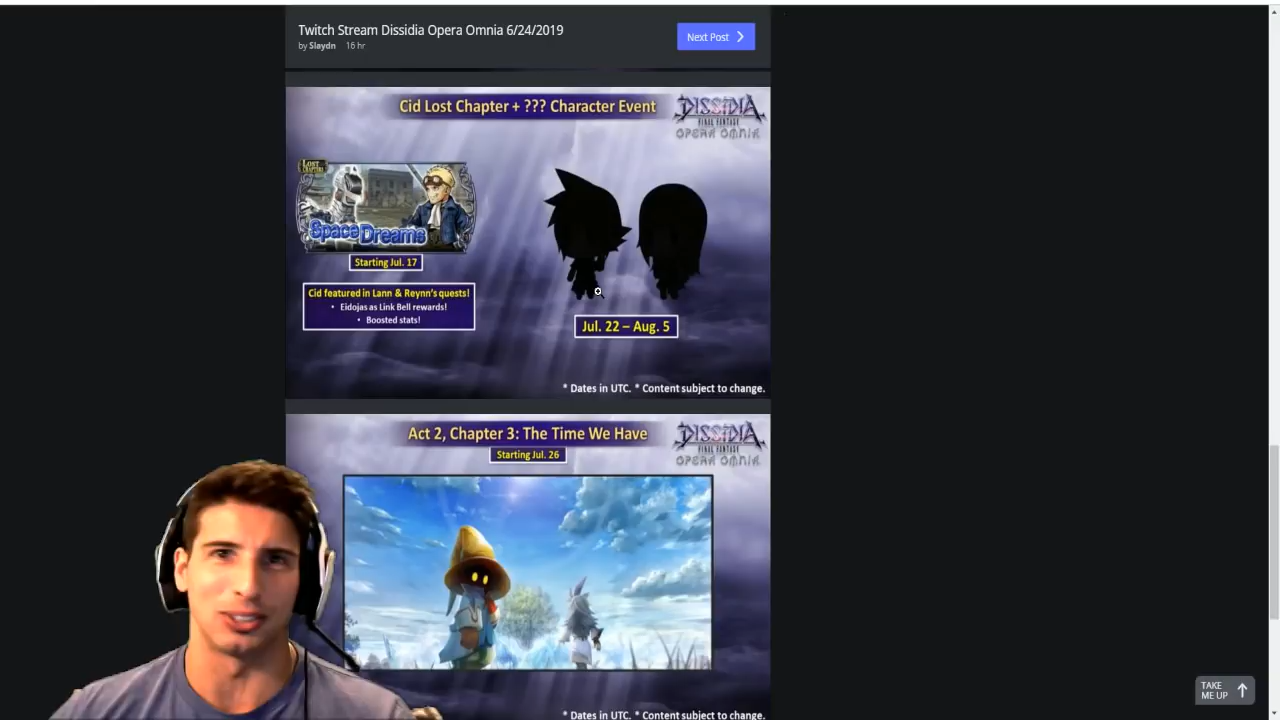 Twitch Stream Dissidia Opera Omnia 6/24/2019
by Slaydn 16 hr
Next Post
Cid Lost Chapter + ??? Character Event
DISSIDIA
FINAL FANTASY
OPERA OMNIA
LOST
CHAPTERS
Space Dreams
Starting Jul. 17
Cid featured in Lann & Reynn's quests!
• Eidojas as Link Bell rewards!
• Boosted stats!
Jul. 22 – Aug. 5
* Dates in UTC. * Content subject to change.
Act 2, Chapter 3: The Time We Have
Starting Jul. 26
DISSIDIA
FINAL FANTASY
OPERA OMNIA
* Dates in UTC. * Content subject to change.
TAKE
ME UP